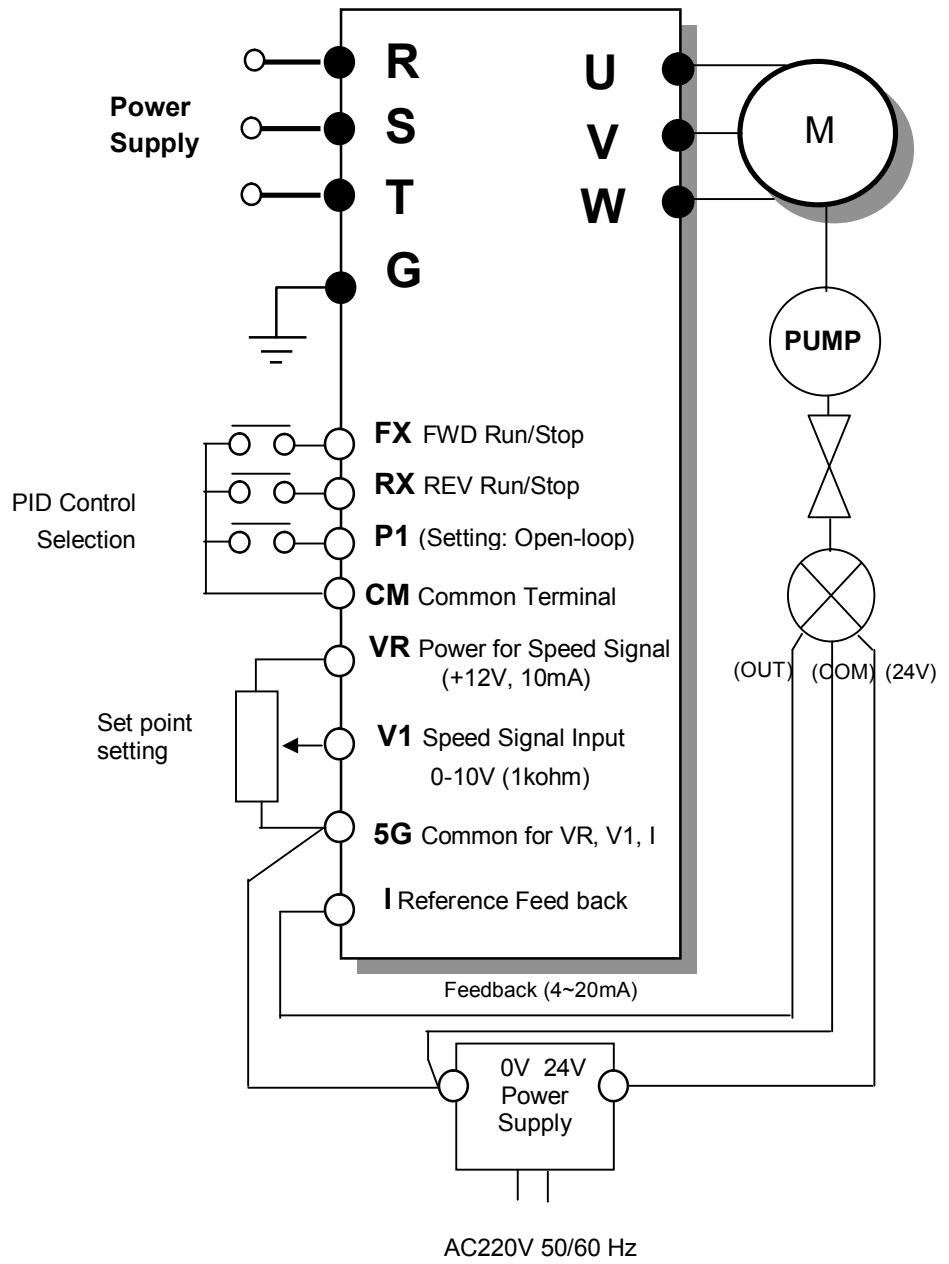 R
S
T
G
Power
Supply
U
V
W
M
PUMP
FX FWD Run/Stop
RX REV Run/Stop
P1 (Setting: Open-loop)
CM Common Terminal
PID Control
Selection
VR Power for Speed Signal
(+12V, 10mA)
V1 Speed Signal Input
0-10V (1kohm)
5G Common for VR, V1, I
I Reference Feed back
Set point
setting
(OUT) (COM) (24V)
Feedback (4~20mA)
0V 24V
Power
Supply
AC220V 50/60 Hz